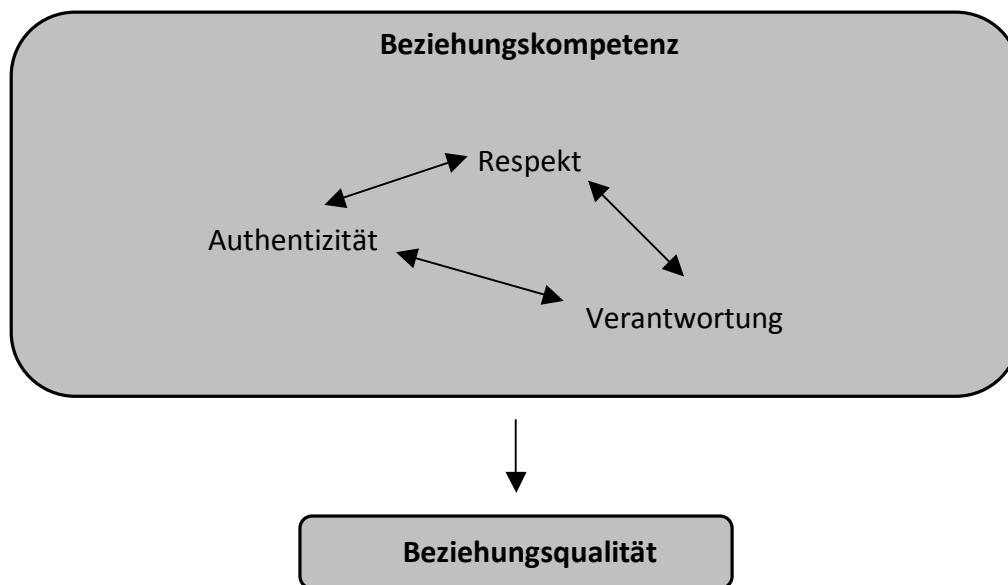 Beziehungskompetenz
Respekt
Authentizität
Verantwortung
Beziehungsqualität